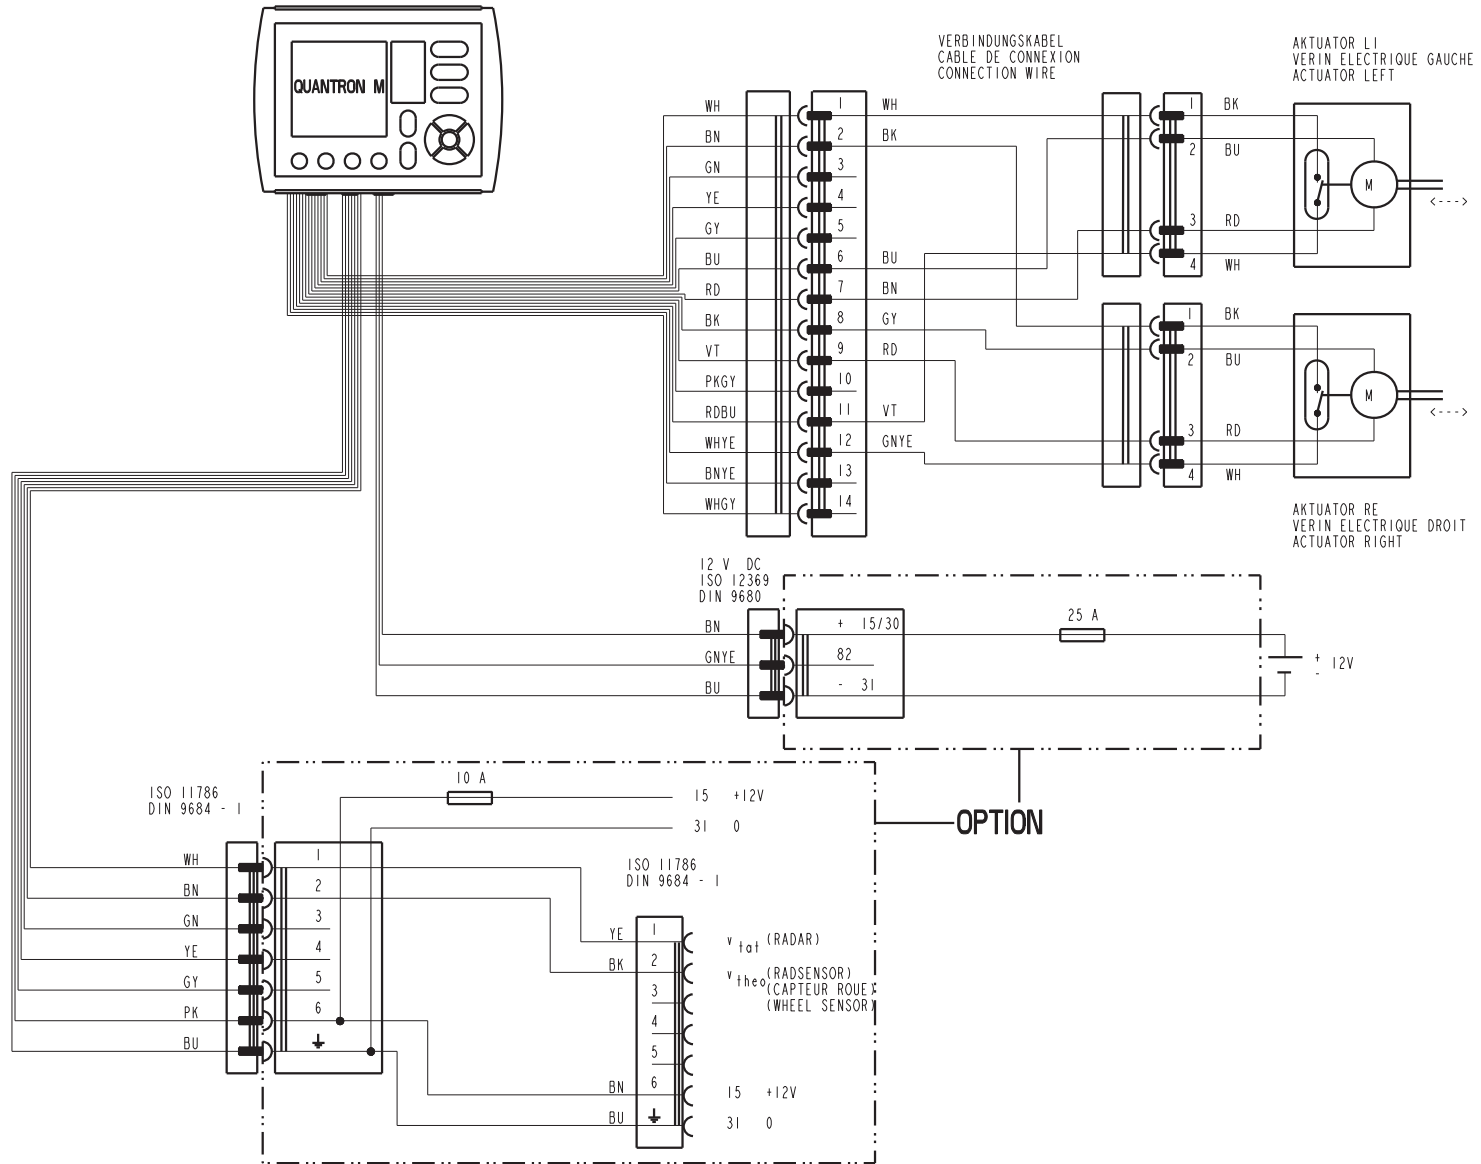 QUANTRON M
VERBINDUNGSKABEL
CABLE DE CONNEXION
CONNECTION WIRE
AKTUATOR LI
VERIN ELECTRIQUE GAUCHE
ACTUATOR LEFT
WH 1 WH
BN 2 BK
GN 3
YE 4
GY 5
BU 6 BU
RD 7 BN
BK 8 GY
VT 9 RD
PKGY 10
RDBU 11 VT
WHYE 12 GNYE
BNYE 13
WHGY 14
1 BK
2 BU
M
<--->
3 RD
4 WH
1 BK
2 BU
M
<--->
3 RD
4 WH
AKTUATOR RE
VERIN ELECTRIQUE DROIT
ACTUATOR RIGHT
12 V DC
ISO 12369
DIN 9680
BN + 15/30
25 A
GNYE 82
BU - 31
+ 12V
-
OPTION
ISO 11786
DIN 9684 - 1
10 A
15 +12V
31 0
WH 1
BN 2
GN 3
YE 4
GY 5
PK 6
BU
ISO 11786
DIN 9684 - 1
YE 1 v tat (RADAR)
BK 2 v theo (RADSENSOR)
(CAPTEUR ROUE)
(WHEEL SENSOR)
3
4
5
BN 6 15 +12V
BU 31 0